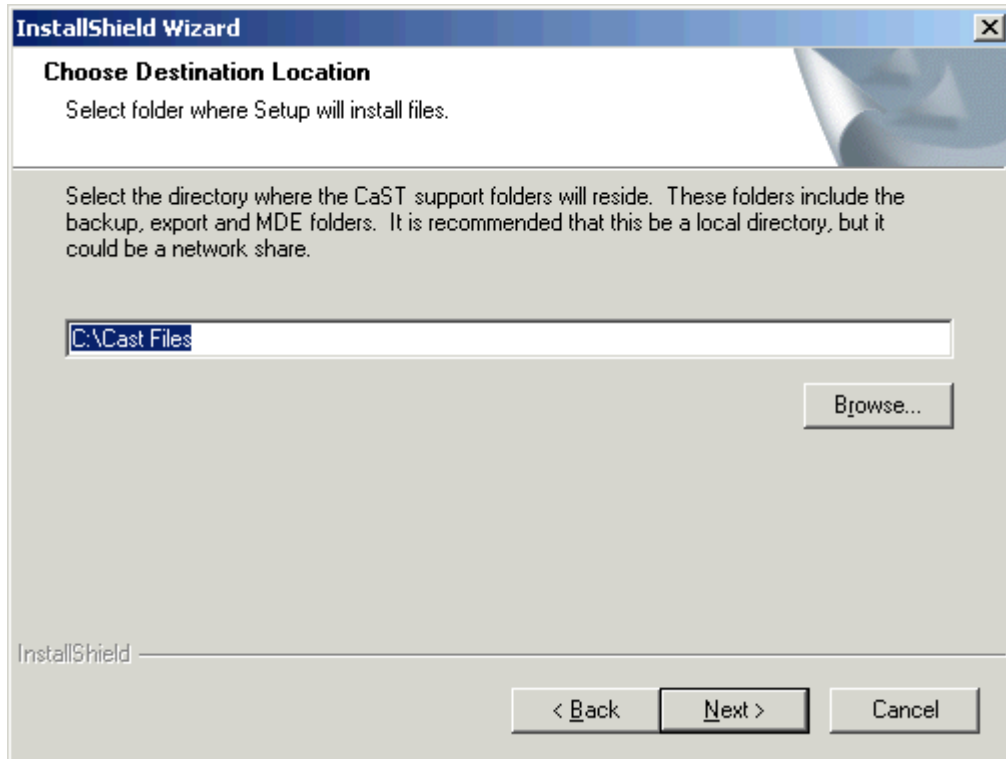 InstallShield Wizard
Choose Destination Location
Select folder where Setup will install files.
Select the directory where the CaST support folders will reside.  These folders include the
backup, export and MDE folders.  It is recommended that this be a local directory, but it
could be a network share.
C:\Cast Files
Browse...
InstallShield
< Back
Next >
Cancel